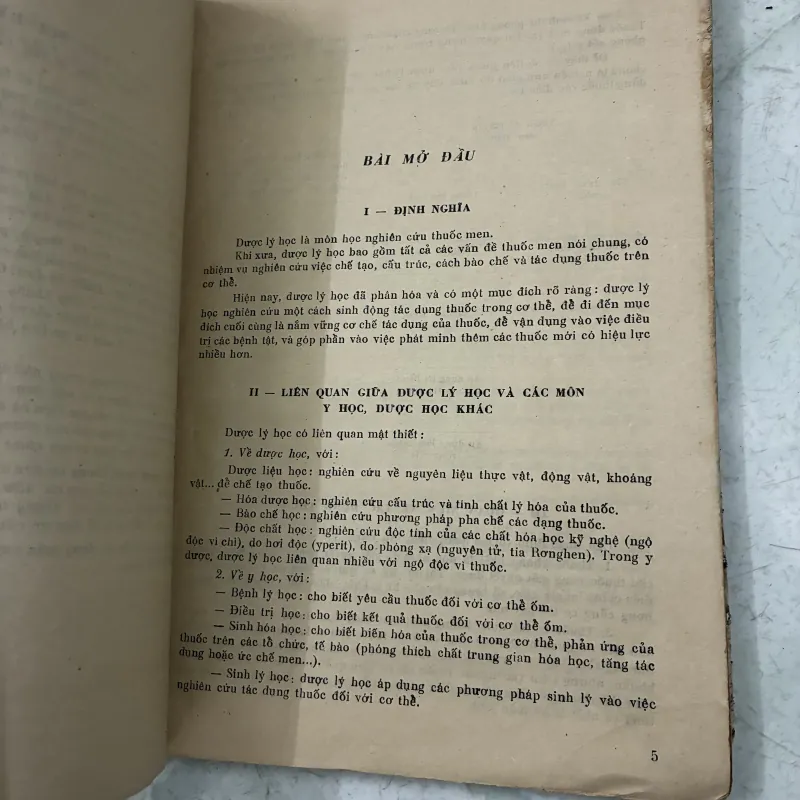 BÀI MỞ ĐẦU
I — ĐỊNH NGHĨA
Dược lý học là môn học nghiên cứu thuốc men.
Khi xưa, dược lý học bao gồm tất cả các vấn đề thuốc men nói chung, có
nhiệm vụ nghiên cứu việc chế tạo, cấu trúc, cách bào chế và tác dụng thuốc trên
cơ thể.
Hiện nay, dược lý học đã phân hóa và có một mục đích rõ ràng : dược lý
học nghiên cứu một cách sinh động tác dụng thuốc trong cơ thể, để đi đến mục
đích cuối cùng là nắm vững cơ chế tác dụng của thuốc, để vận dụng vào việc điều
trị các bệnh tật, và góp phần vào việc phát minh thêm các thuốc mới có hiệu lực
nhiều hơn.
II — LIÊN QUAN GIỮA DƯỢC LÝ HỌC VÀ CÁC MÔN
Y HỌC, DƯỢC HỌC KHÁC
Dược lý học có liên quan mật thiết :
1. Về dược học, với :
Dược liệu học : nghiên cứu về nguyên liệu thực vật, động vật, khoáng
vật... để chế tạo thuốc.
— Hóa dược học : nghiên cứu cấu trúc và tính chất lý hóa của thuốc.
— Bào chế học : nghiên cứu phương pháp pha chế các dạng thuốc.
— Độc chất học : nghiên cứu độc tính của các chất hóa học kỹ nghệ (ngộ
độc vi chì), do hơi độc (yperit), do phóng xạ (nguyên tử, tia Rơnghen). Trong y
dược, dược lý học liên quan nhiều với ngộ độc vi thuốc.
2. Về y học, với :
— Bệnh lý học : cho biết yêu cầu thuốc đối với cơ thể ốm.
— Điều trị học : cho biết kết quả thuốc đối với cơ thể ốm.
— Sinh hóa học : cho biết biến hóa của thuốc trong cơ thể, phản ứng của
thuốc trên các tổ chức, tế bào (phóng thích chất trung gian hóa học, tăng tác
dụng hoặc ức chế men...).
— Sinh lý học : dược lý học áp dụng các phương pháp sinh lý vào việc
nghiên cứu tác dụng thuốc đối với cơ thể.
5